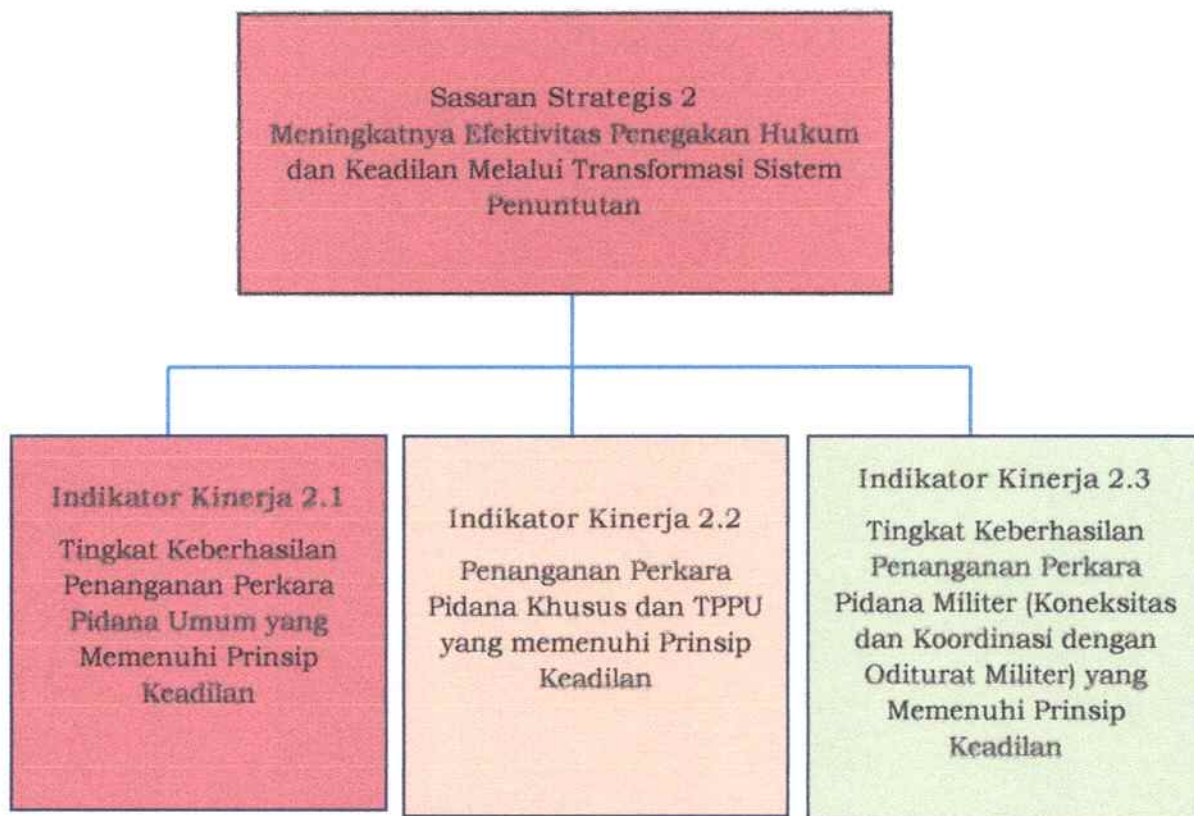 Sasaran Strategis 2
Meningkatnya Efektivitas Penegakan Hukum
dan Keadilan Melalui Transformasi Sistem
Penuntutan
Indikator Kinerja 2.1
Tingkat Keberhasilan
Penanganan Perkara
Pidana Umum yang
Memenuhi Prinsip
Keadilan
Indikator Kinerja 2.2
Penanganan Perkara
Pidana Khusus dan TPPU
yang memenuhi Prinsip
Keadilan
Indikator Kinerja 2.3
Tingkat Keberhasilan
Penanganan Perkara
Pidana Militer (Koneksitas
dan Koordinasi dengan
Oditurat Militer) yang
Memenuhi Prinsip
Keadilan